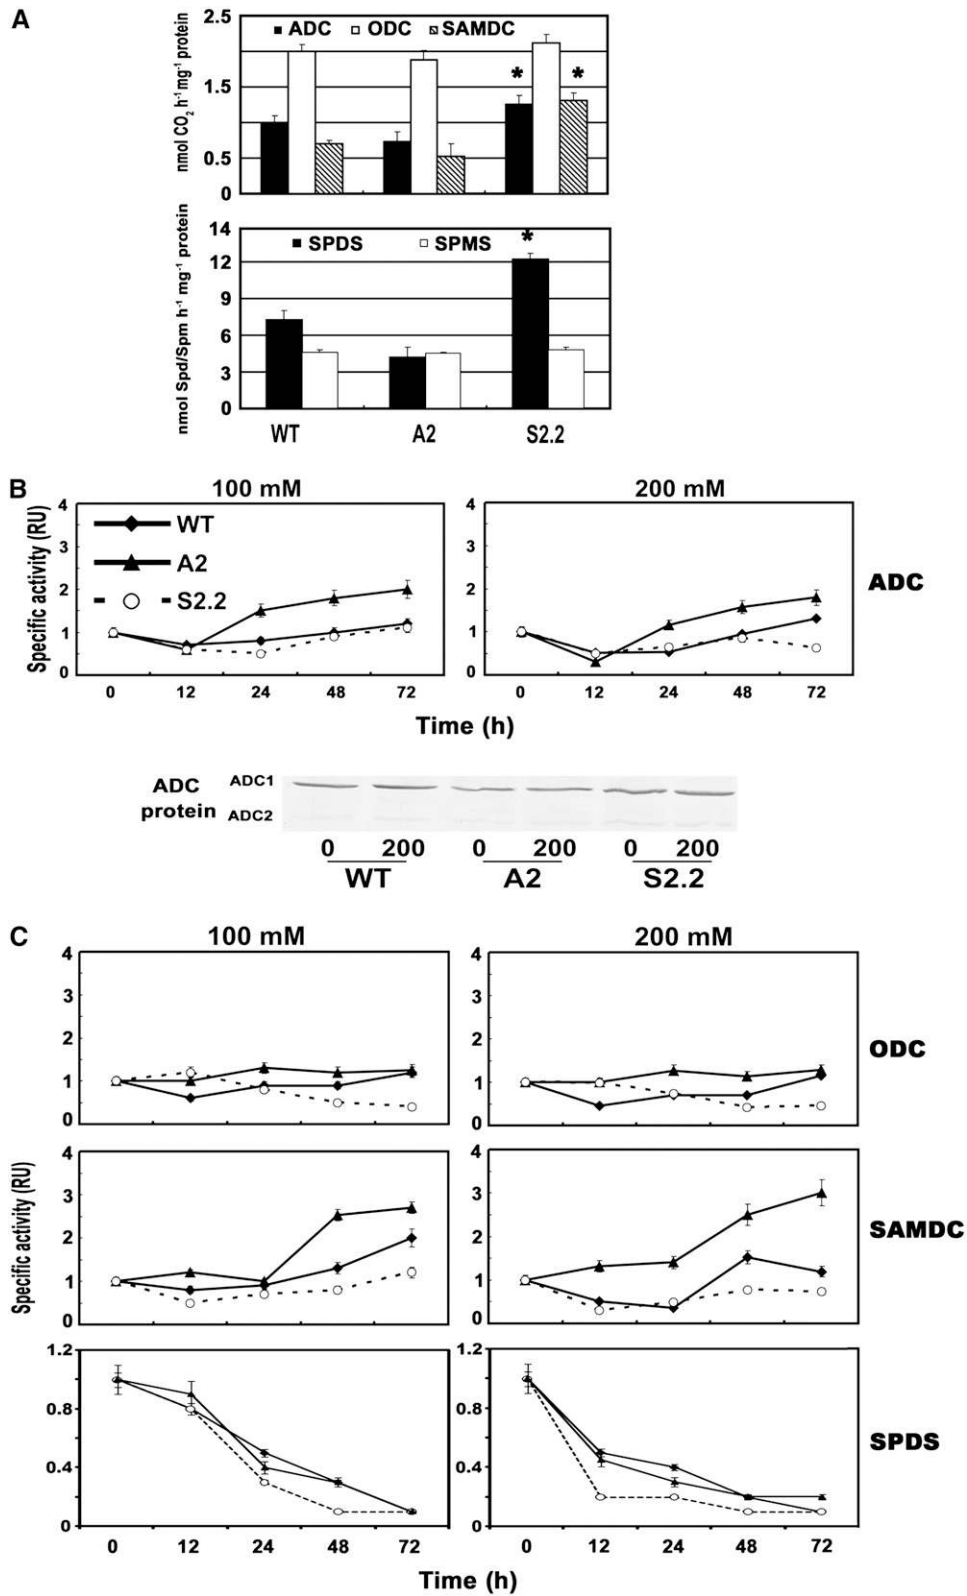 A
nmol CO2 h-1 mg-1 protein
2.5
ADC ODC SAMDC
1.5
* *
0.5
0
nmol Spd/Spm h-1 mg-1 protein
14
SPDS SPMS
*
12
9
6
3
0
WT A2 S2.2
B
100 mM 200 mM
Specific activity (RU)
4 4
WT
3 3
A2
ADC
2 2
S2.2
1 1
0 0
0 12 24 48 72 0 12 24 48 72
Time (h)
ADC protein
ADC1
ADC2
0 200 0 200 0 200
WT A2 S2.2
C
100 mM 200 mM
4 4
3 3
2 2
ODC
1 1
0 0
Specific activity (RU)
4 4
3 3
SAMDC
2 2
1 1
0 0
1.2 1.2
0.8 0.8
SPDS
0.4 0.4
0 0
0 12 24 48 72 0 12 24 48 72
Time (h)